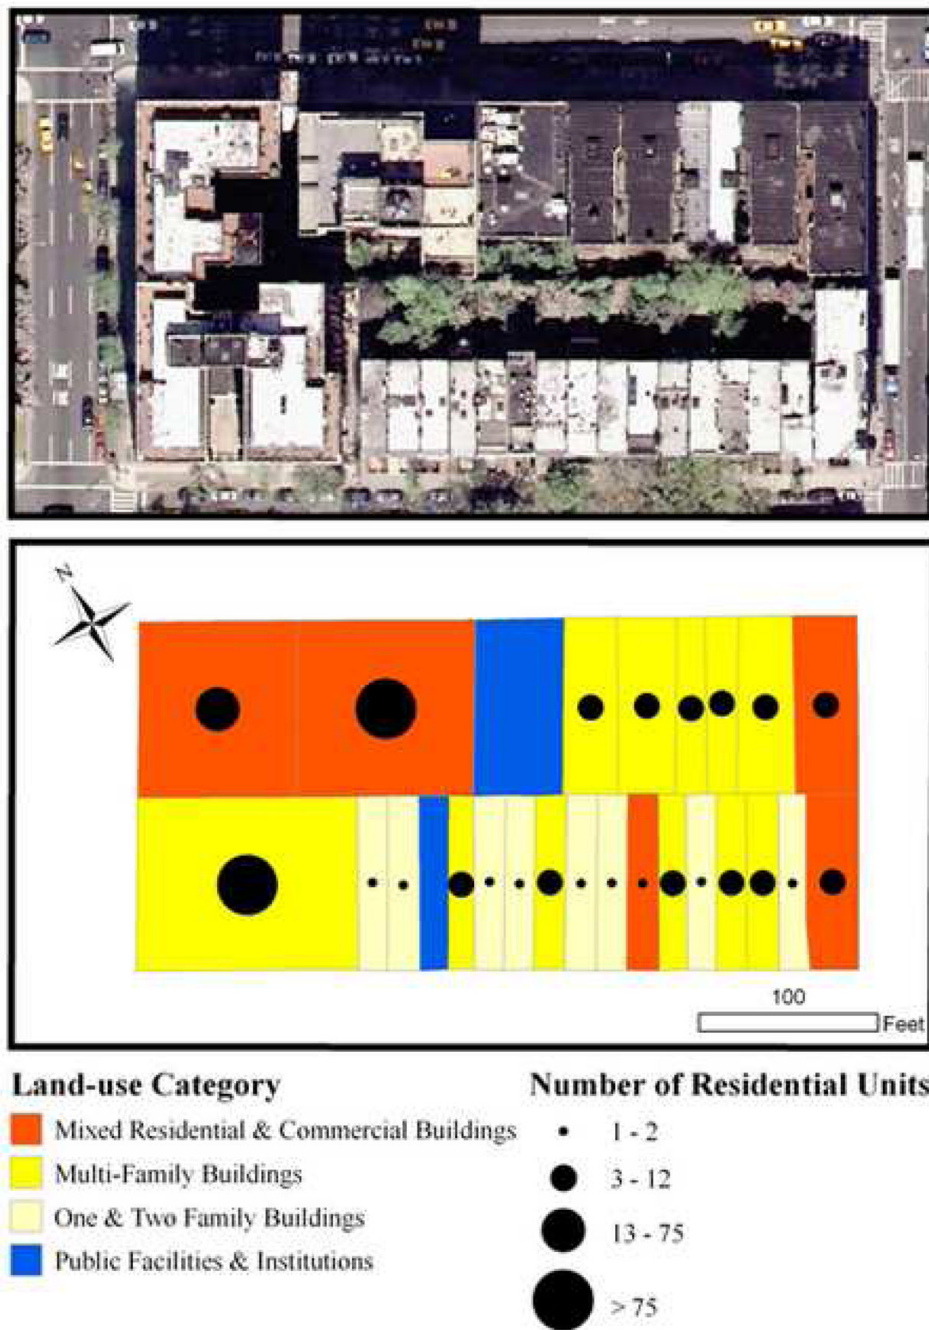 N
100
Feet
Land-use Category
Mixed Residential & Commercial Buildings
Multi-Family Buildings
One & Two Family Buildings
Public Facilities & Institutions
Number of Residential Units
1 - 2
3 - 12
13 - 75
> 75